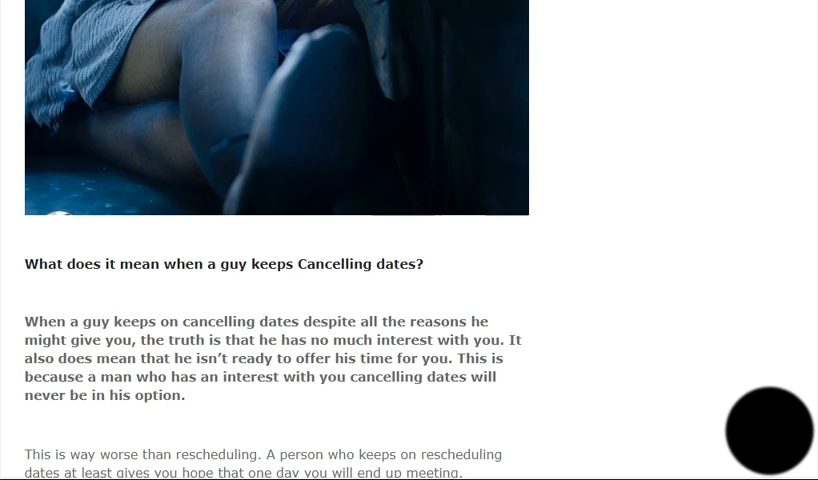 What does it mean when a guy keeps Cancelling dates?
When a guy keeps on cancelling dates despite all the reasons he
might give you, the truth is that he has no much interest with you. It
also does mean that he isn’t ready to offer his time for you. This is
because a man who has an interest with you cancelling dates will
never be in his option.
This is way worse than rescheduling. A person who keeps on rescheduling
dates at least gives you hope that one day you will end up meeting.